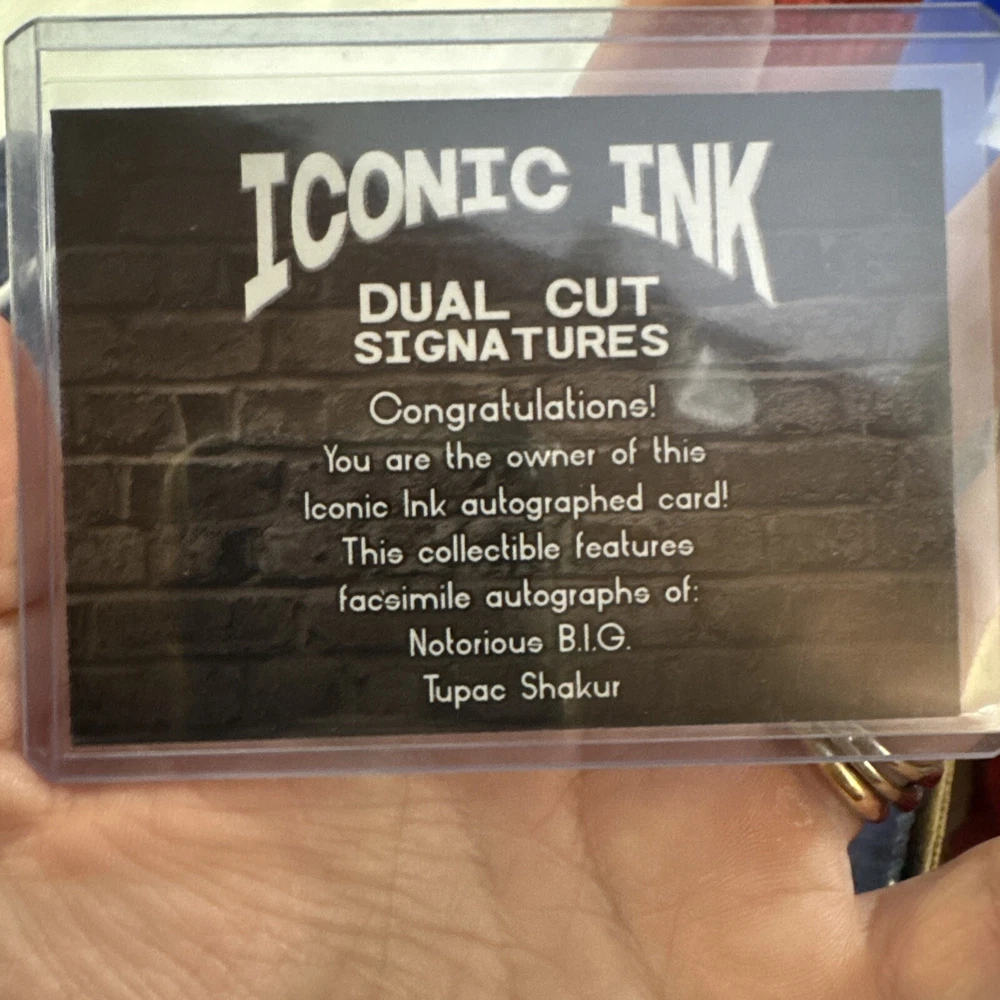 ICONIC INK
DUAL CUT
SIGNATURES
Congratulations!
You are the owner of this
Iconic Ink autographed card!
This collectible features
facsimile autographs of:
Notorious B.I.G.
Tupac Shakur